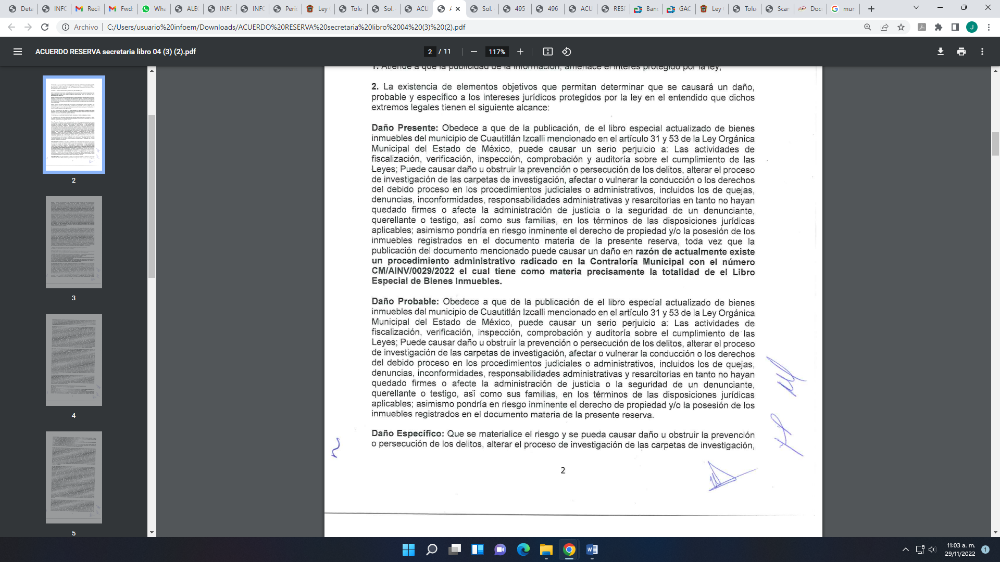 Deta
INFO
Recil
Fwd:
Wha
ALEG
INFC
INFC
Peric
Ley
Tolu
Sol.
ACU
A
Sol.
495
496
ACU
RESF
Banc
GAC
Ley
Tolu
Scar
Doc
mun
Archivo
C:/Users/usuario%20infoem/Downloads/ACUERDO%20RESERVA%20secretaria%20libro%2004%20(3)%20(2).pdf
J
ACUERDO RESERVA secretaria libro 04 (3) (2).pdf
2 / 11
117%
1. Atiende a que la publicidad de la información, amenace el interés protegido por la ley;
2. La existencia de elementos objetivos que permitan determinar que se causará un daño,
probable y específico a los intereses jurídicos protegidos por la ley en el entendido que dichos
extremos legales tienen el siguiente alcance:
Daño Presente: Obedece a que de la publicación, de el libro especial actualizado de bienes
inmuebles del municipio de Cuautitlán Izcalli mencionado en el artículo 31 y 53 de la Ley Orgánica
Municipal del Estado de México, puede causar un serio perjuicio a: Las actividades de
fiscalización, verificación, inspección, comprobación y auditoría sobre el cumplimiento de las
Leyes; Puede causar daño u obstruir la prevención o persecución de los delitos, alterar el proceso
de investigación de las carpetas de investigación, afectar o vulnerar la conducción o los derechos
del debido proceso en los procedimientos judiciales o administrativos, incluidos los de quejas,
denuncias, inconformidades, responsabilidades administrativas y resarcitorias en tanto no hayan
quedado firmes o afecte la administración de justicia o la seguridad de un denunciante,
querellante o testigo, así como sus familias, en los términos de las disposiciones jurídicas
aplicables; asimismo pondría en riesgo inminente el derecho de propiedad y/o la posesión de los
inmuebles registrados en el documento materia de la presente reserva, toda vez que la
publicación del documento mencionado puede causar un daño en razón de actualmente existe
un procedimiento administrativo radicado en la Contraloría Municipal con el número
CM/AINV/0029/2022 el cual tiene como materia precisamente la totalidad de el Libro
Especial de Bienes Inmuebles.
Daño Probable: Obedece a que de la publicación de el libro especial actualizado de bienes
inmuebles del municipio de Cuautitlán Izcalli mencionado en el artículo 31 y 53 de la Ley Orgánica
Municipal del Estado de México, puede causar un serio perjuicio a: Las actividades de
fiscalización, verificación, inspección, comprobación y auditoría sobre el cumplimiento de las
Leyes; Puede causar daño u obstruir la prevención o persecución de los delitos, alterar el proceso
de investigación de las carpetas de investigación, afectar o vulnerar la conducción o los derechos
del debido proceso en los procedimientos judiciales o administrativos, incluidos los de quejas,
denuncias, inconformidades, responsabilidades administrativas y resarcitorias en tanto no hayan
quedado firmes o afecte la administración de justicia o la seguridad de un denunciante,
querellante o testigo, así como sus familias, en los términos de las disposiciones jurídicas
aplicables; asimismo pondría en riesgo inminente el derecho de propiedad y/o la posesión de los
inmuebles registrados en el documento materia de la presente reserva.
Daño Específico: Que se materialice el riesgo y se pueda causar daño u obstruir la prevención
o persecución de los delitos, alterar el proceso de investigación de las carpetas de investigación,
2
2
3
4
5
11:03 a. m.
29/11/2022
1